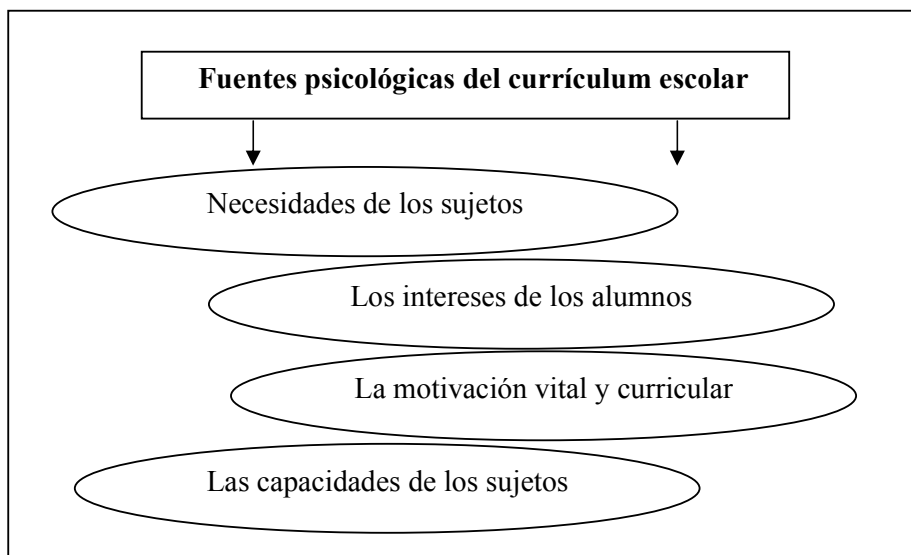 Fuentes psicológicas del currículum escolar
Necesidades de los sujetos
Los intereses de los alumnos
La motivación vital y curricular
Las capacidades de los sujetos